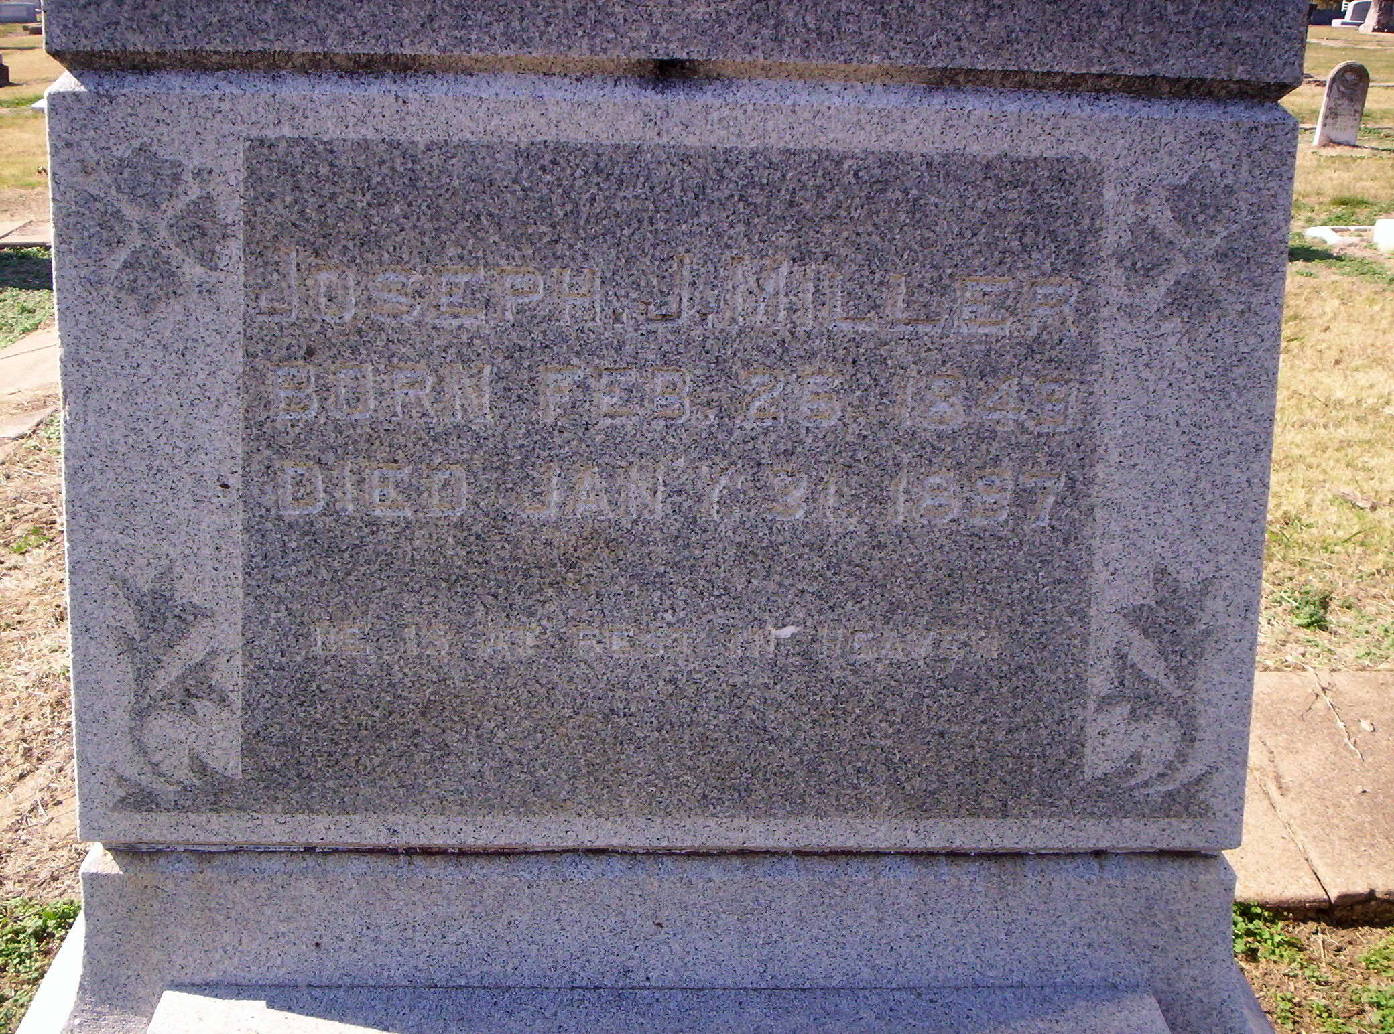 JOSEPH. J. MILLER
BORN FEB. 26 1849
DIED JAN'Y 31, 1897
HE IS AT REST IN HEAVEN